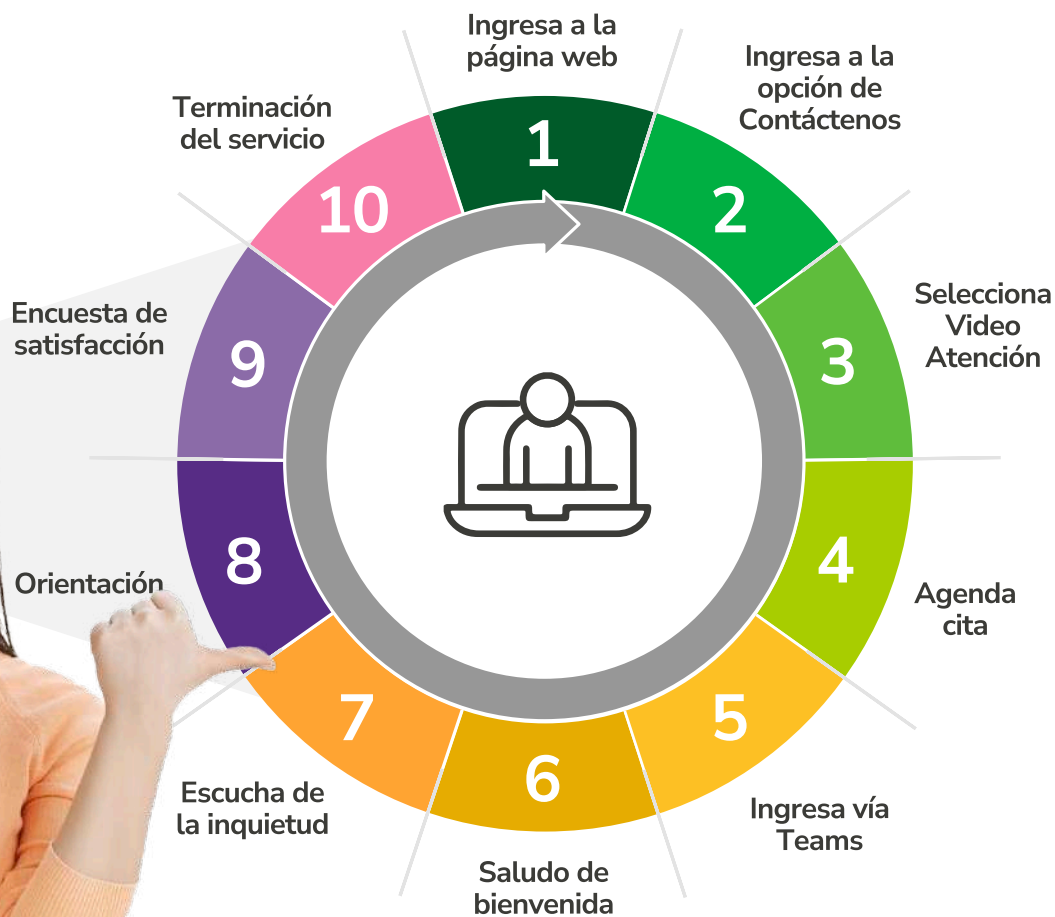 1
Ingresa a la
página web
2
Ingresa a la
opción de
Contáctenos
3
Selecciona
Video
Atención
4
Agenda
cita
5
Ingresa vía
Teams
6
Saludo de
bienvenida
7
Escucha de
la inquietud
8
Orientación
9
Encuesta de
satisfacción
10
Terminación
del servicio